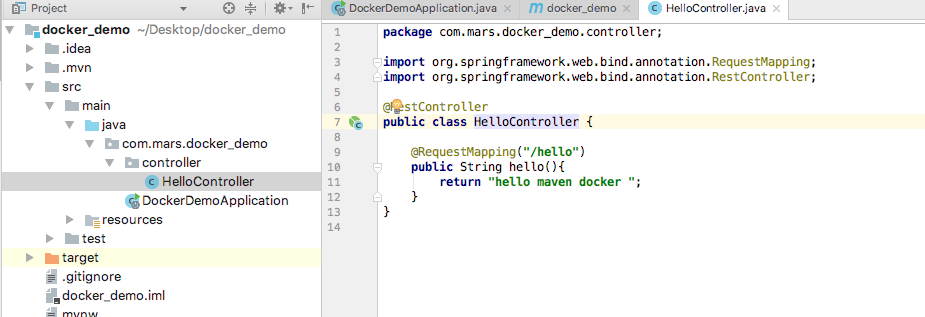 Project
docker_demo ~/Desktop/docker_demo
.idea
.mvn
src
main
java
com.mars.docker_demo
controller
HelloController
DockerDemoApplication
resources
test
target
.gitignore
docker_demo.iml
mvnw
DockerDemoApplication.java
docker_demo
HelloController.java
1 package com.mars.docker_demo.controller;
2
3 import org.springframework.web.bind.annotation.RequestMapping;
4 import org.springframework.web.bind.annotation.RestController;
5
6 @RestController
7 public class HelloController {
8
9 @RequestMapping("/hello")
10 public String hello(){
11 return "hello maven docker ";
12 }
13 }
14